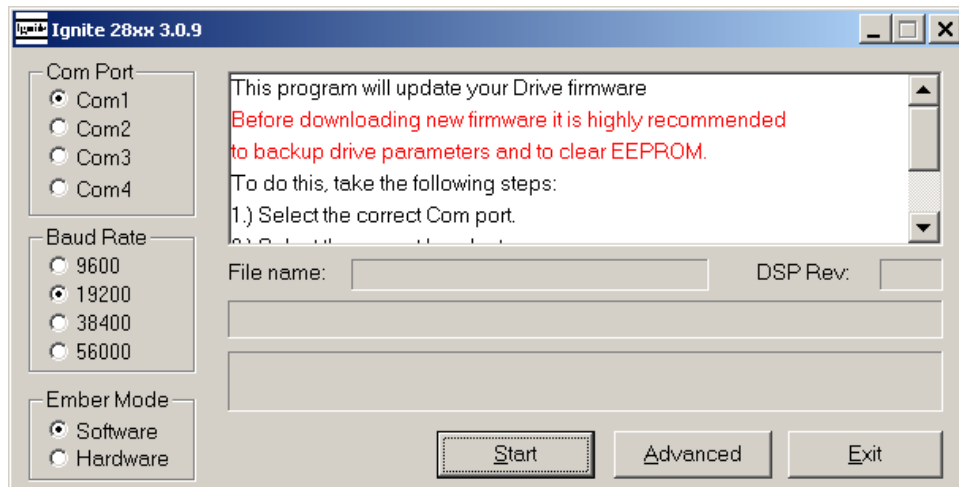 Ignite Ignite 28xx 3.0.9
Com Port
Com1
Com2
Com3
Com4
Baud Rate
9600
19200
38400
56000
Ember Mode
Software
Hardware
This program will update your Drive firmware
Before downloading new firmware it is highly recommended
to backup drive parameters and to clear EEPROM.
To do this, take the following steps:
1.) Select the correct Com port.
File name:
DSP Rev:
Start
Advanced
Exit